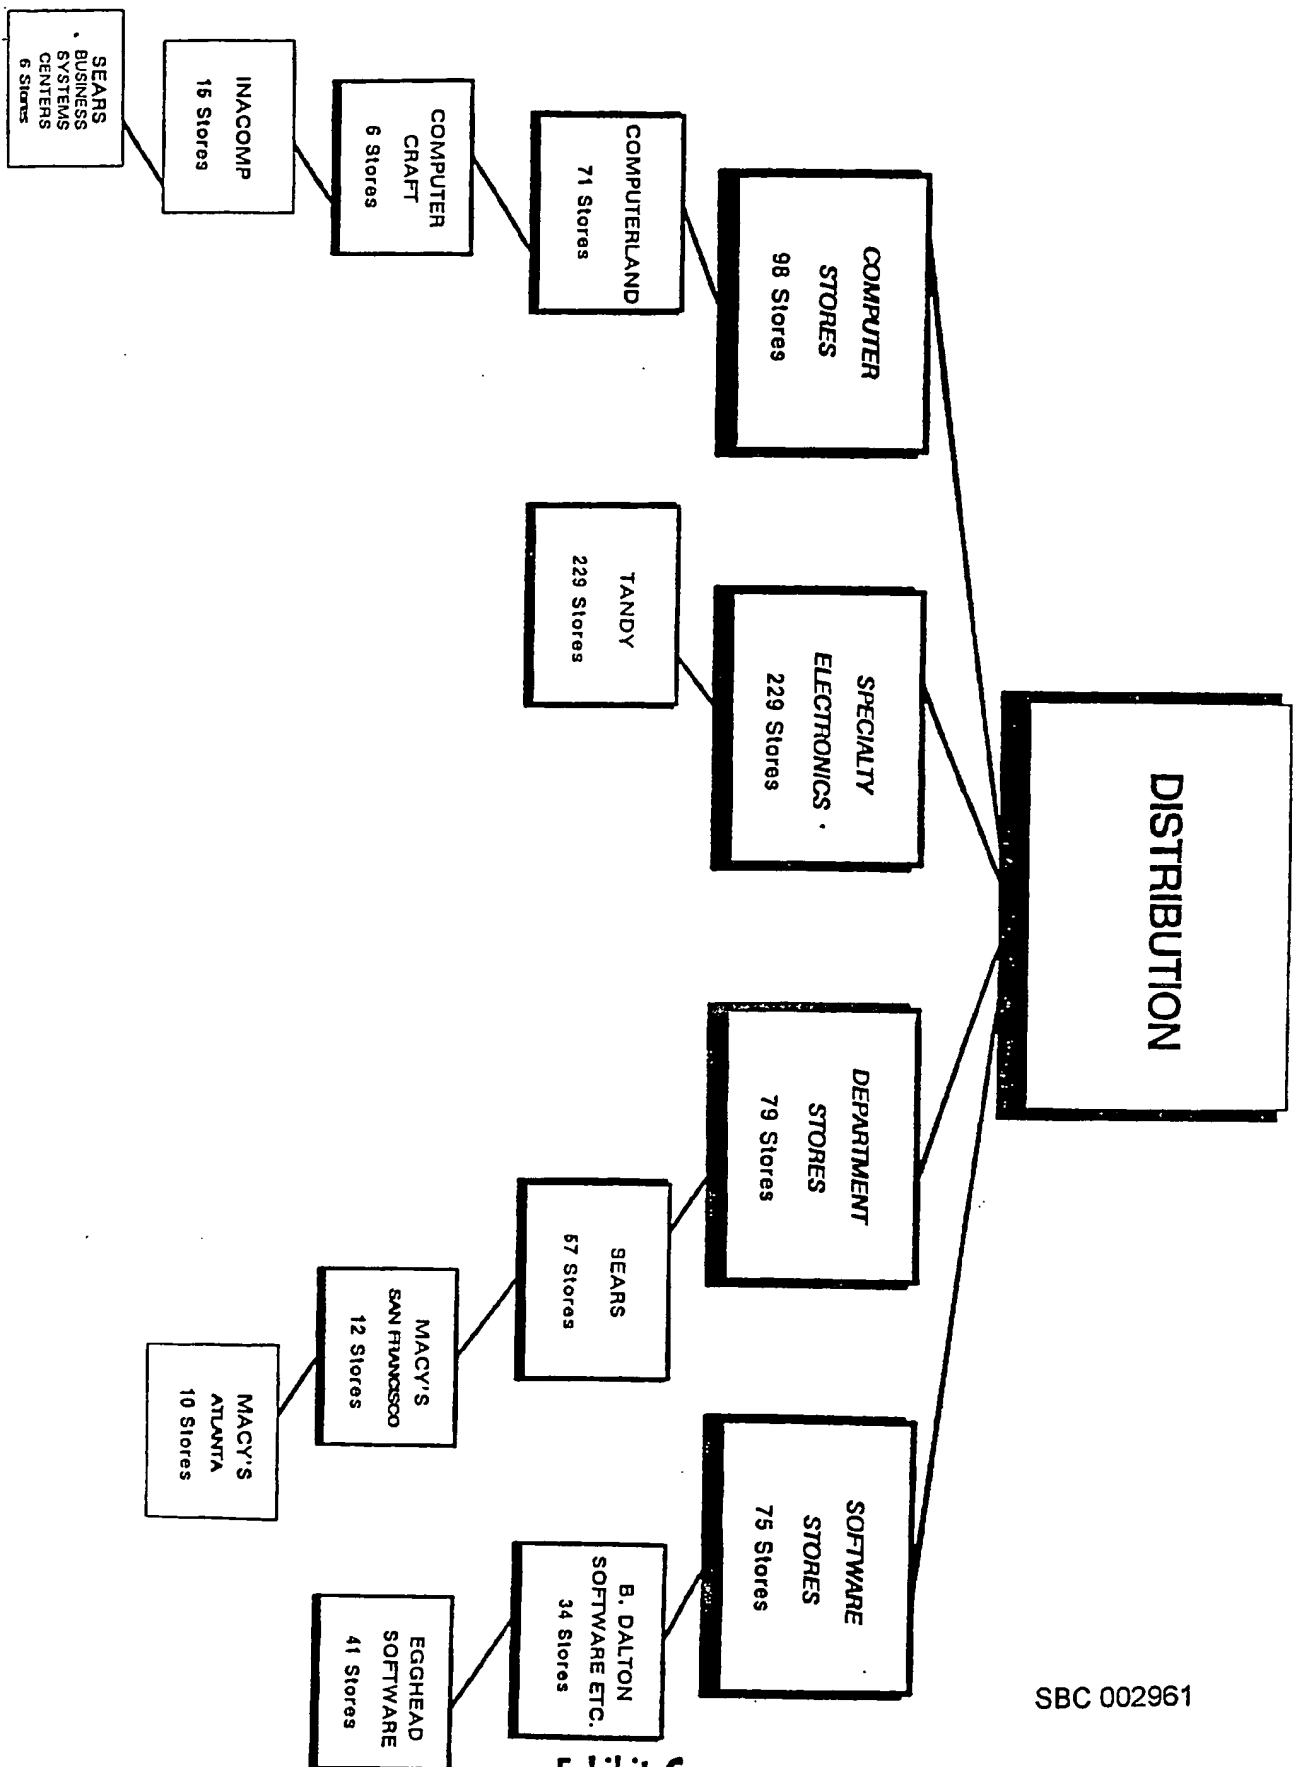 DISTRIBUTION
COMPUTER
STORES
98 Stores
SPECIALTY
ELECTRONICS
229 Stores
DEPARTMENT
STORES
79 Stores
SOFTWARE
STORES
75 Stores
COMPUTERLAND
71 Stores
TANDY
229 Stores
SEARS
57 Stores
B. DALTON
SOFTWARE ETC.
34 Stores
COMPUTER
CRAFT
6 Stores
MACY'S
SAN FRANCISCO
12 Stores
EGGHEAD
SOFTWARE
41 Stores
INACOMP
15 Stores
MACY'S
ATLANTA
10 Stores
SEARS
BUSINESS
SYSTEMS
CENTERS
6 Stores
SBC 002961